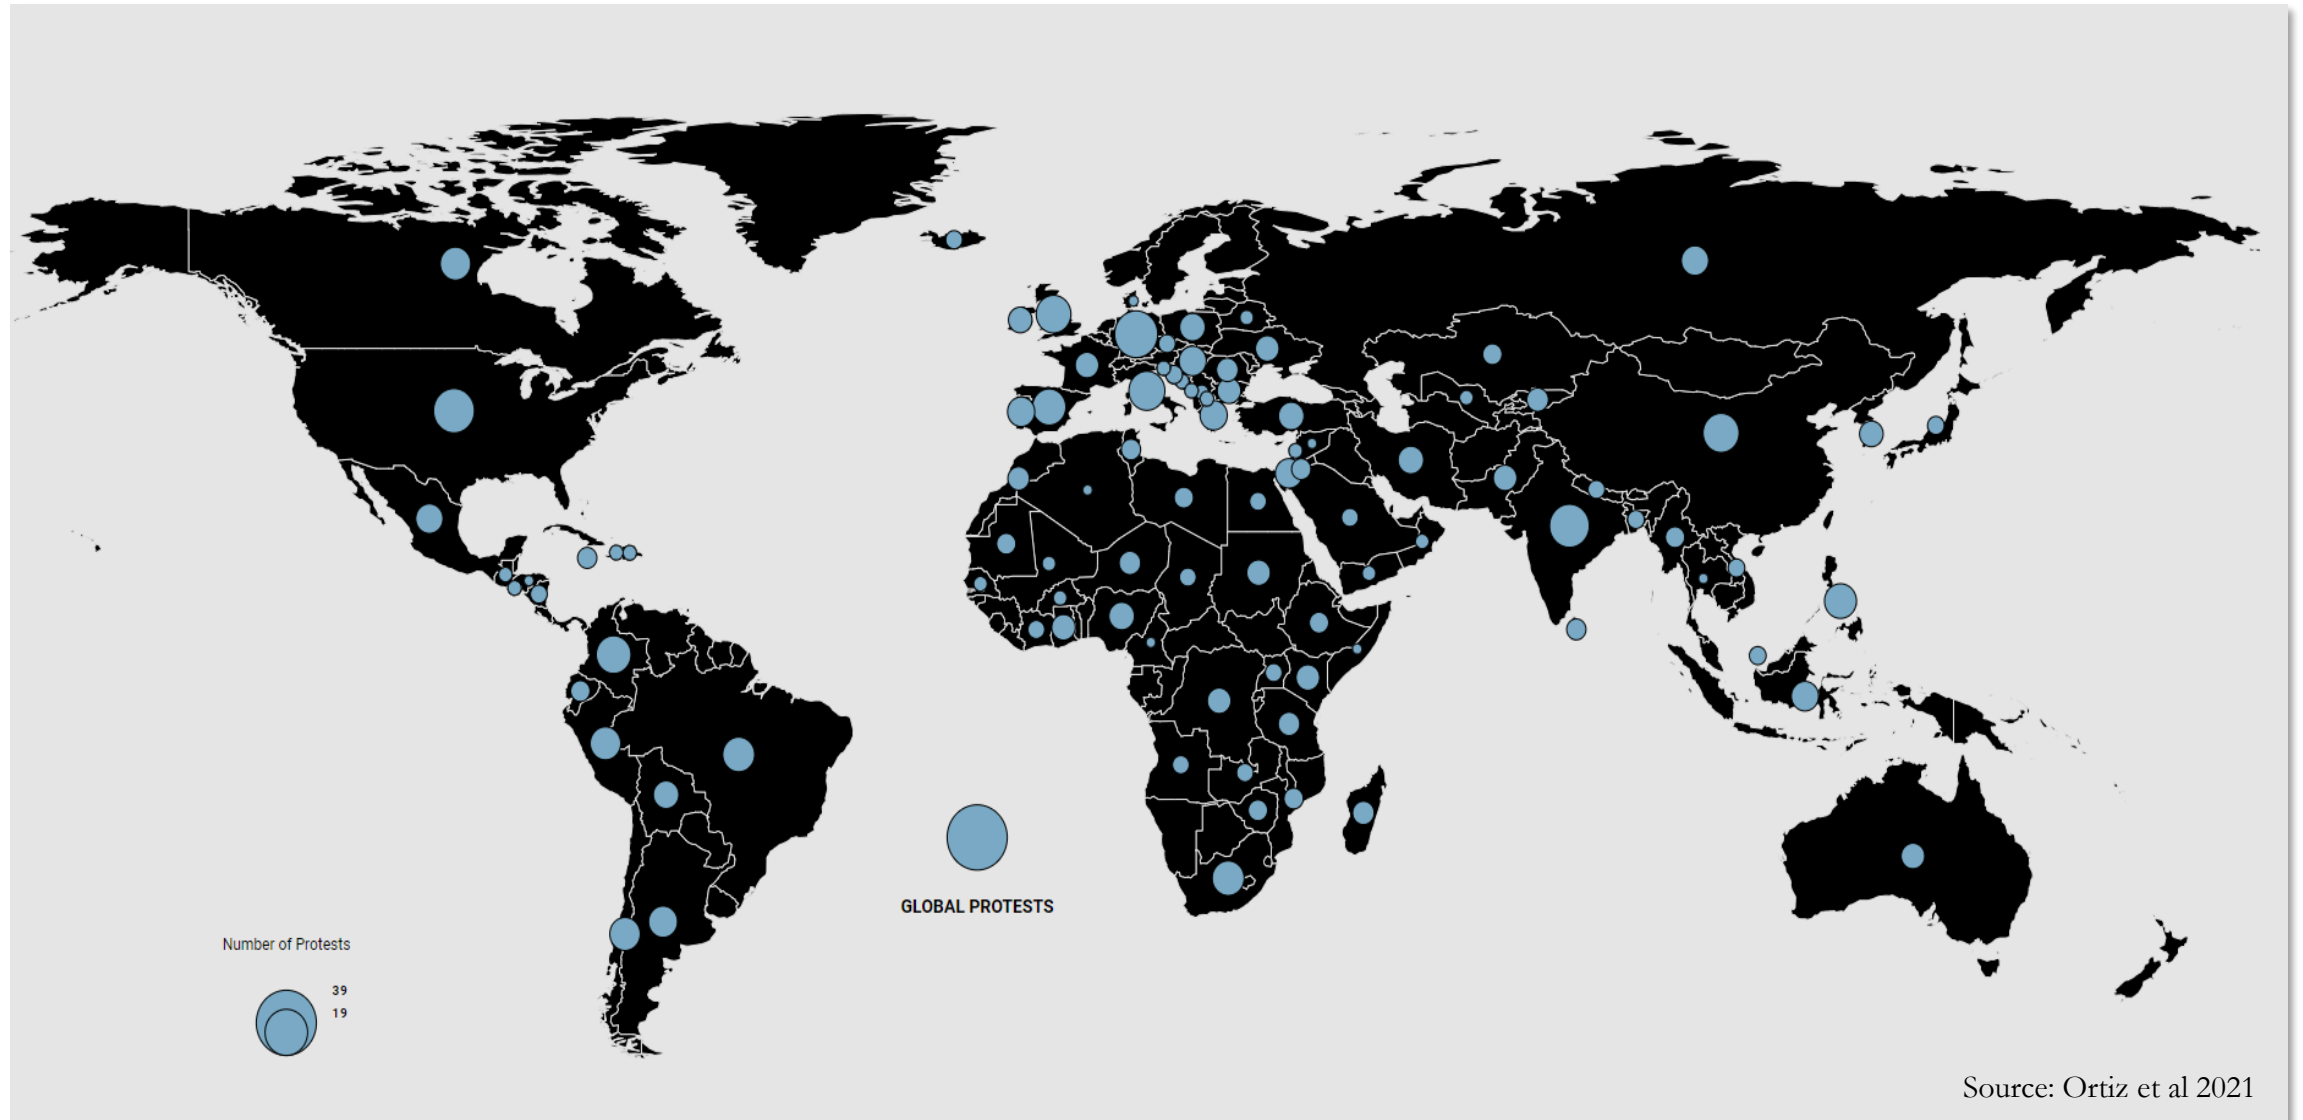 GLOBAL PROTESTS
Number of Protests
39
19
Source: Ortiz et al 2021